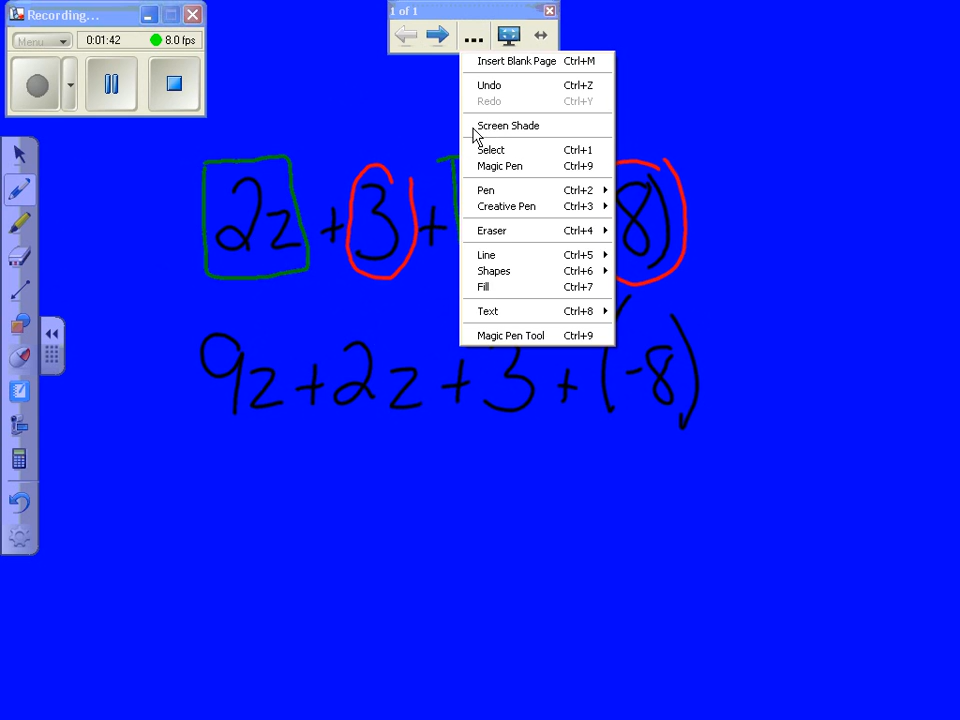 1 of 1
Recording...
Menu
0:01:42
8.0 fps
...
Insert Blank Page Ctrl+M
Undo Ctrl+Z
Redo Ctrl+Y
Screen Shade
Select Ctrl+1
Magic Pen Ctrl+9
Pen Ctrl+2
Creative Pen Ctrl+3
Eraser Ctrl+4
Line Ctrl+5
Shapes Ctrl+6
Fill Ctrl+7
Text Ctrl+8
Magic Pen Tool Ctrl+9
2z + 3 + 8)
9z + 2z + 3 + (-8)